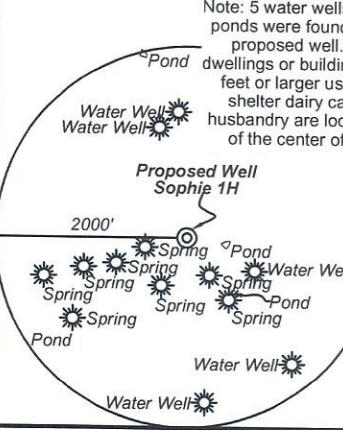 Note: 5 water wells
ponds were found
proposed well.
dwellings or building
feet or larger us
shelter dairy ca
husbandry are loc
of the center of
Pond
Water Well
Water Well
Proposed Well
Sophie 1H
2000'
Spring
Pond
Spring
Water We
Spring
Spring
Spring
Spring
Pond
Spring
Spring
Pond
Water Well
Water Well